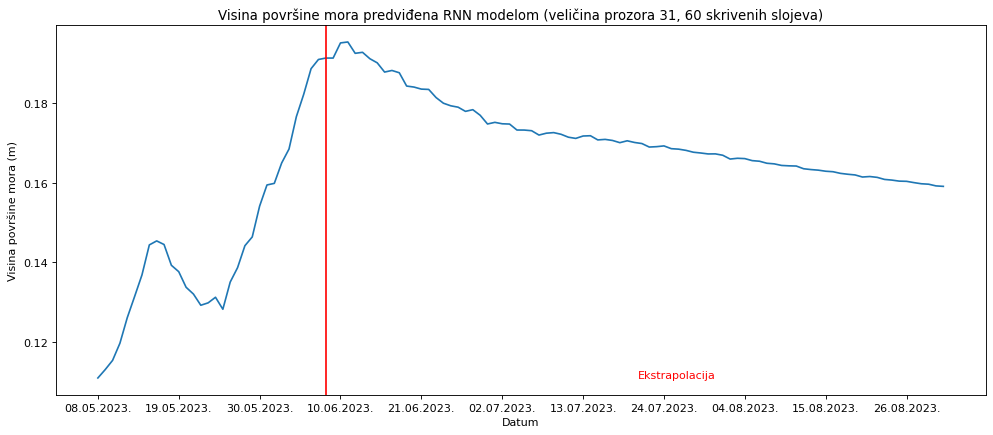 Visina površine mora predviđena RNN modelom (veličina prozora 31, 60 skrivenih slojeva)
Visina površine mora (m)
0.18
0.16
0.14
0.12
Ekstrapolacija
08.05.2023. 19.05.2023. 30.05.2023. 10.06.2023. 21.06.2023. 02.07.2023. 13.07.2023. 24.07.2023. 04.08.2023. 15.08.2023. 26.08.2023.
Datum